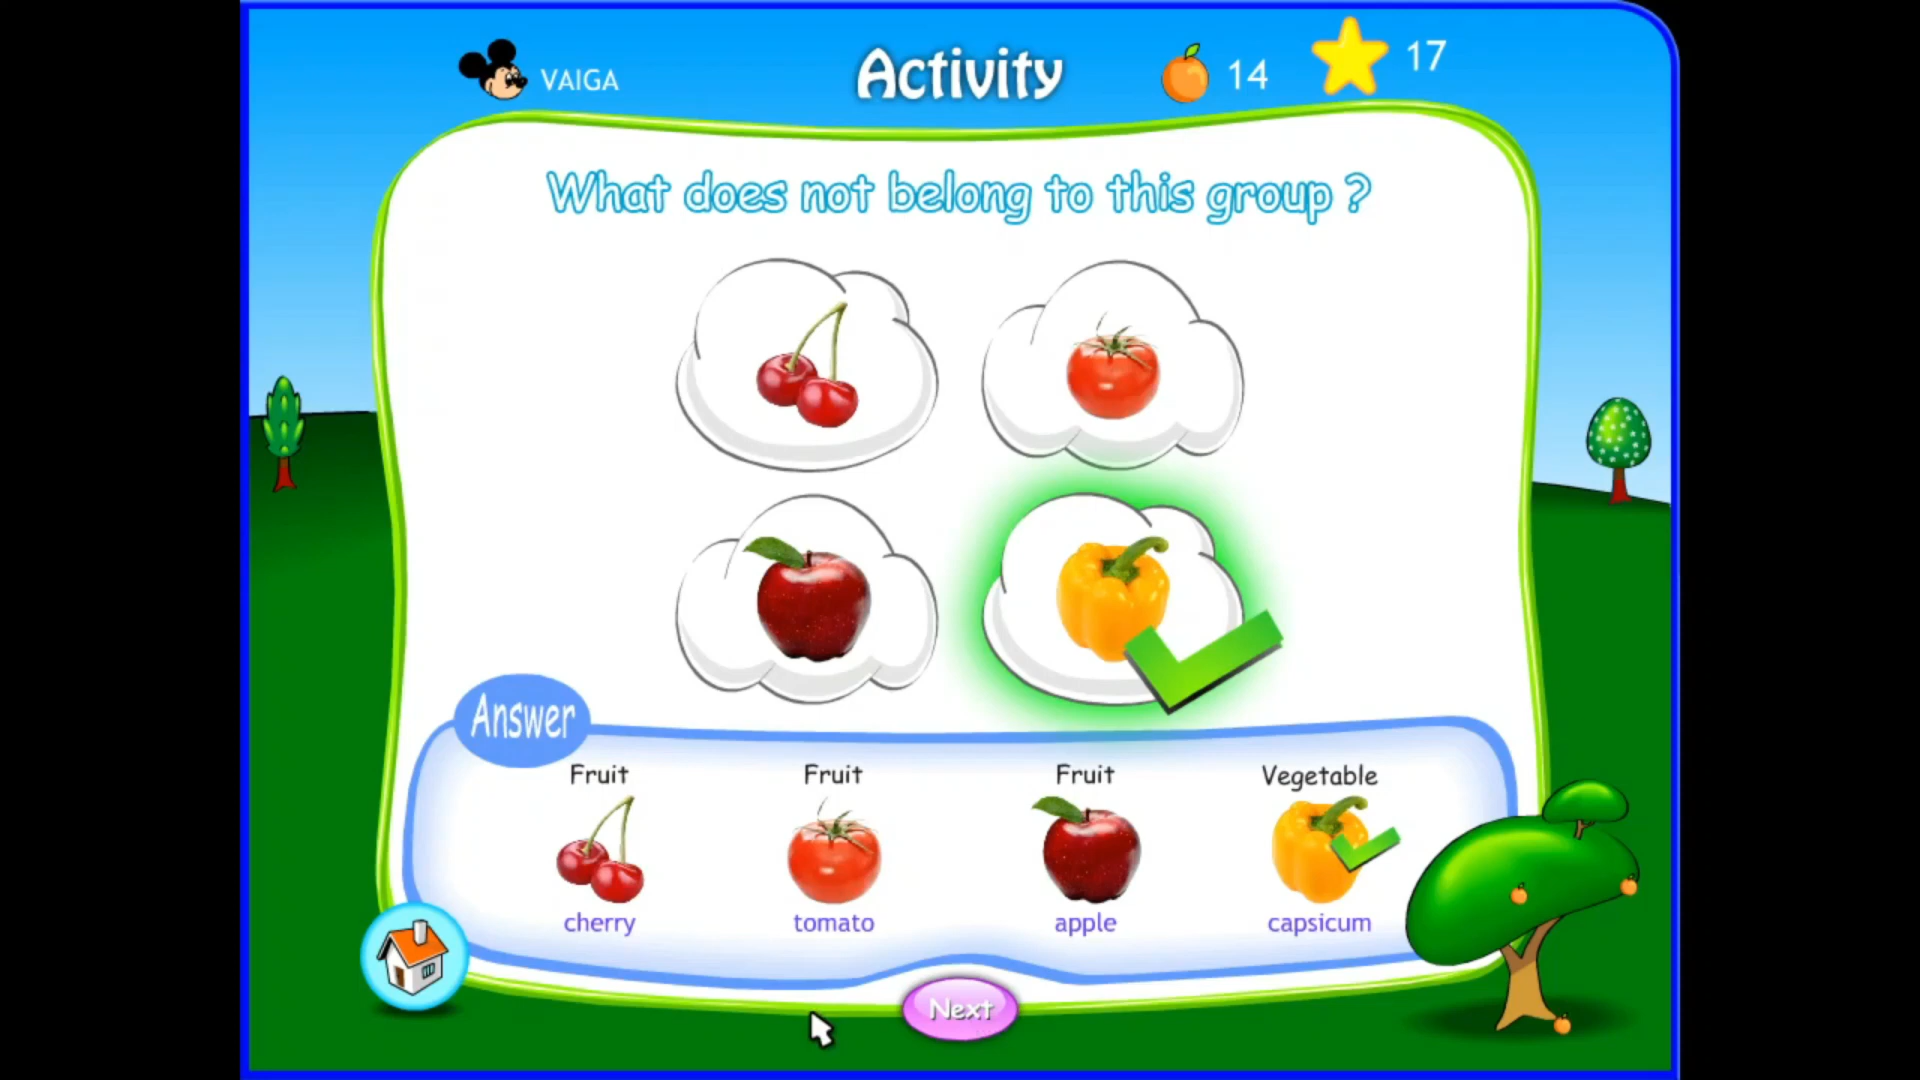 VAIGA
Activity
14
17
What does not belong to this group ?
Answer
Fruit
Fruit
Fruit
Vegetable
cherry
tomato
apple
capsicum
Next